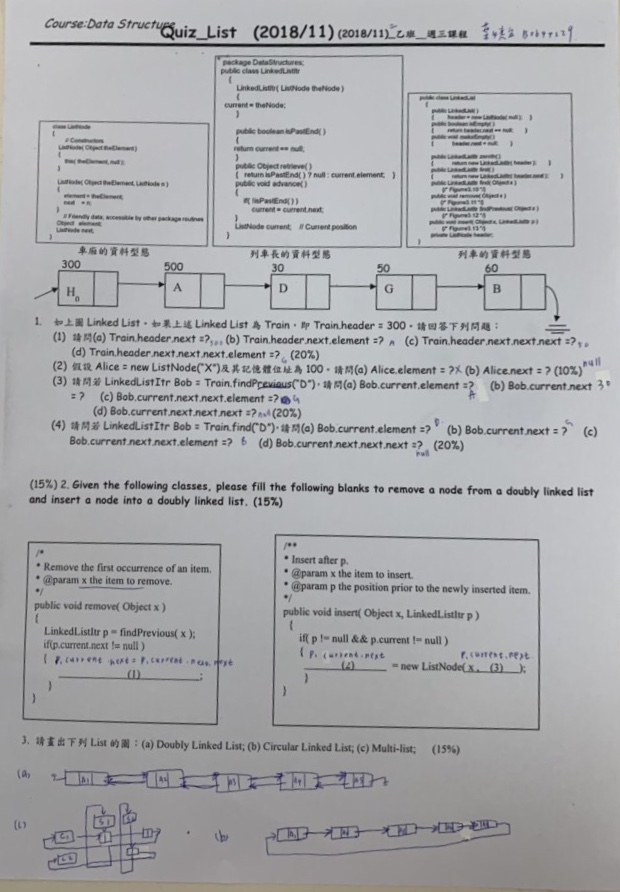 Course:Data Structure
Quiz_List (2018/11) (2018/11)_乙班__週三課程
class ListNode
{
// Constructors
ListNode( Object theElement )
{
this( theElement, null );
}
ListNode( Object theElement, ListNode n )
{
element = theElement;
next = n;
}
// Friendly data; accessible by other package routines
Object element;
ListNode next;
}
車廂的資料型態
package DataStructures;
public class LinkedListItr
{
LinkedListItr( ListNode theNode )
{
current = theNode;
}
public boolean isPastEnd( )
{
return current == null;
}
public Object retrieve( )
{ return isPastEnd( ) ? null : current.element; }
public void advance( )
{
if( !isPastEnd( ) )
current = current.next;
}
ListNode current; // Current position
}
列車長的資料型態
public class LinkedList
{
public LinkedList( )
{ header = new ListNode( null ); }
public boolean isEmpty( )
{ return header.next == null; }
public void makeEmpty( )
{ header.next = null; }
public LinkedListItr zeroth( )
{ return new LinkedListItr( header ); }
public LinkedListItr first( )
{ return new LinkedListItr( header.next ); }
public LinkedListItr find( Object x )
public void remove( Object x )
public LinkedListItr findPrevious( Object x )
public void insert( Object x, LinkedListItr p )
private ListNode header;
}
列車的資料型態
300 500 30 50 60
H0 A D G B
1. 如上圖 Linked List，如果上述 Linked List 為 Train，即 Train.header = 300，請回答下列問題：
(1) 請問(a) Train.header.next =? 500 (b) Train.header.next.element =? A (c) Train.header.next.next.next =? 50
(d) Train.header.next.next.next.element =? G (20%)
(2) 假設 Alice = new ListNode("X")及其記憶體位址為 100，請問(a) Alice.element = ? X (b) Alice.next = ? (10%) null
(3) 請問若 LinkedListItr Bob = Train.findPrevious("D")，請問(a) Bob.current.element =? A (b) Bob.current.next 30
= ? (c) Bob.current.next.next.element =? G
(d) Bob.current.next.next.next.next =? null (20%)
(4) 請問若 LinkedListItr Bob = Train.find("D")，請問(a) Bob.current.element =? D (b) Bob.current.next = ? G (c)
Bob.current.next.next.element =? B (d) Bob.current.next.next.next =? null (20%)
(15%) 2. Given the following classes, please fill the following blanks to remove a node from a doubly linked list
and insert a node into a doubly linked list. (15%)
/*
* Remove the first occurrence of an item.
* @param x the item to remove.
*/
public void remove( Object x )
{
LinkedListItr p = findPrevious( x );
if(p.current.next != null )
{ P.current.next = P.current.next.next
(1) ;
}
}
/**
* Insert after p.
* @param x the item to insert.
* @param p the position prior to the newly inserted item.
*/
public void insert( Object x, LinkedListItr p )
{
if( p != null && p.current != null )
{ P.current.next P.current.next
(2) = new ListNode( x, (3) );
}
}
3. 請畫出下列 List 的圖：(a) Doubly Linked List; (b) Circular Linked List; (c) Multi-list; (15%)
(a) A1 A2 A3 A4 A5
(c) S1 S2
C1
C2
(b)